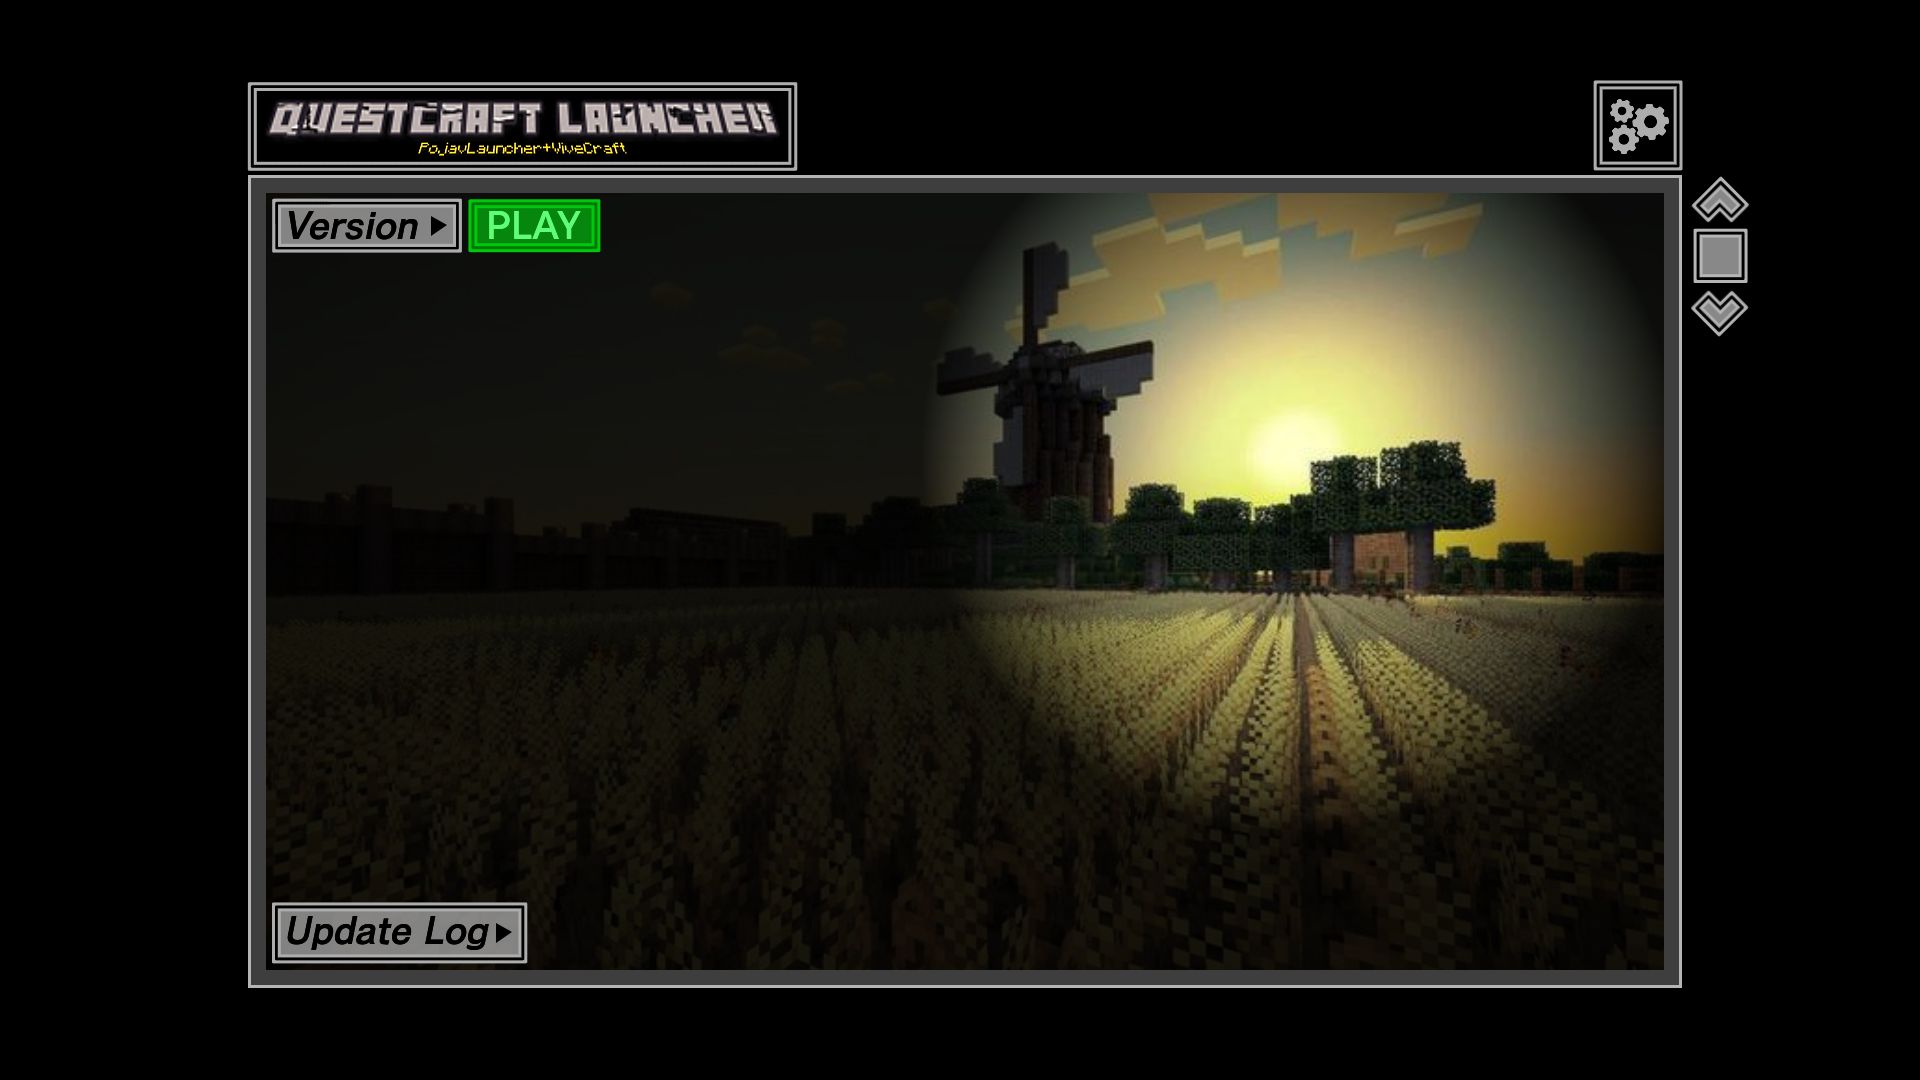 QUESTCRAFT LAUNCHER
PojavLauncher+ViveCraft
Version
PLAY
Update Log